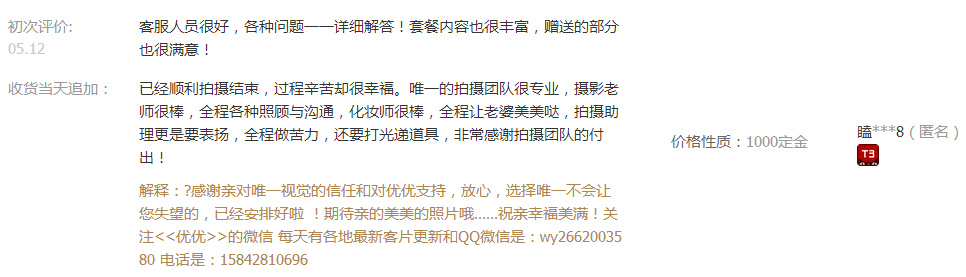 初次评价:
05.12
客服人员很好，各种问题一一详细解答！套餐内容也很丰富，赠送的部分
也很满意！
收货当天追加：
已经顺利拍摄结束，过程辛苦却很幸福。唯一的拍摄团队很专业，摄影老
师很棒，全程各种照顾与沟通，化妆师很棒，全程让老婆美美哒，拍摄助
理更是要表扬，全程做苦力，还要打光递道具，非常感谢拍摄团队的付
出！
解释：?感谢亲对唯一视觉的信任和对优优支持，放心，选择唯一不会让
您失望的，已经安排好啦 ！期待亲的美美的照片哦......祝亲幸福美满！关
注<<优优>>的微信 每天有各地最新客片更新和QQ微信是：wy26620035
80 电话是：15842810696
价格性质：1000定金
瞌***8（匿名）
T3